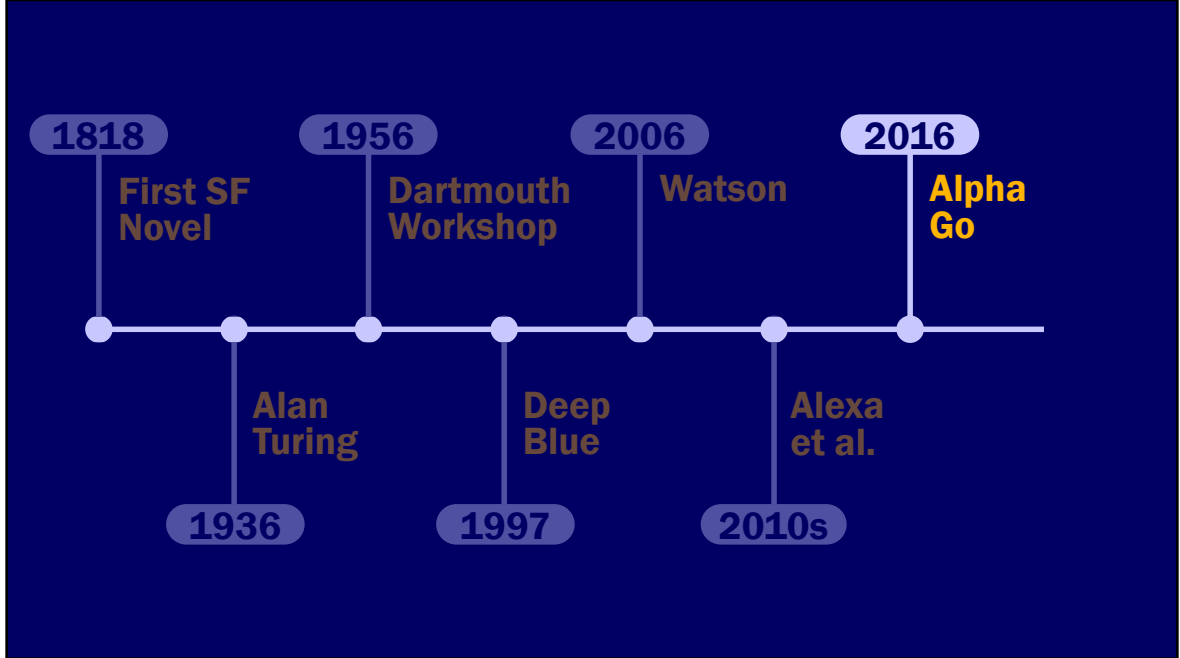 1818
First SF
Novel
1956
Dartmouth
Workshop
2006
Watson
2016
Alpha
Go
Alan
Turing
1936
Deep
Blue
1997
Alexa
et al.
2010s